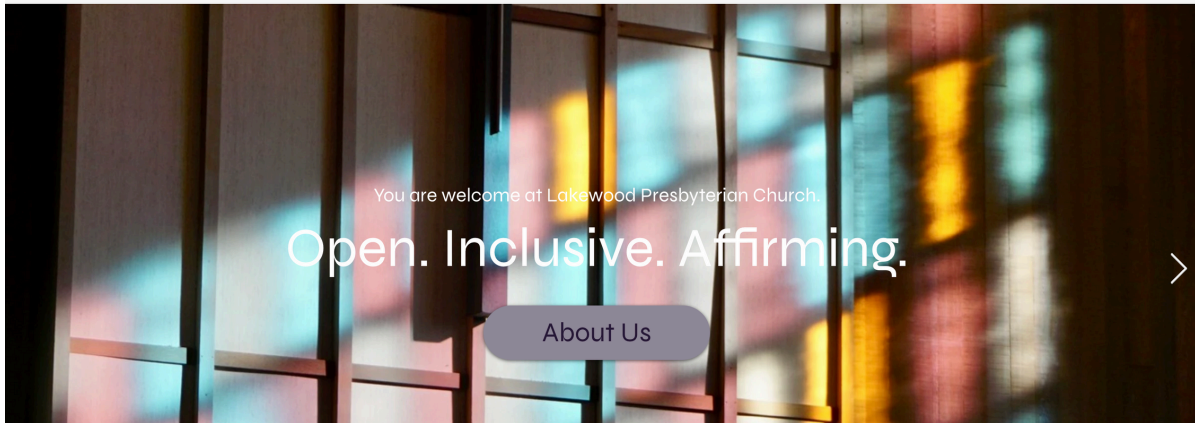 You are welcome at Lakewood Presbyterian Church.
Open. Inclusive. Affirming.
About Us